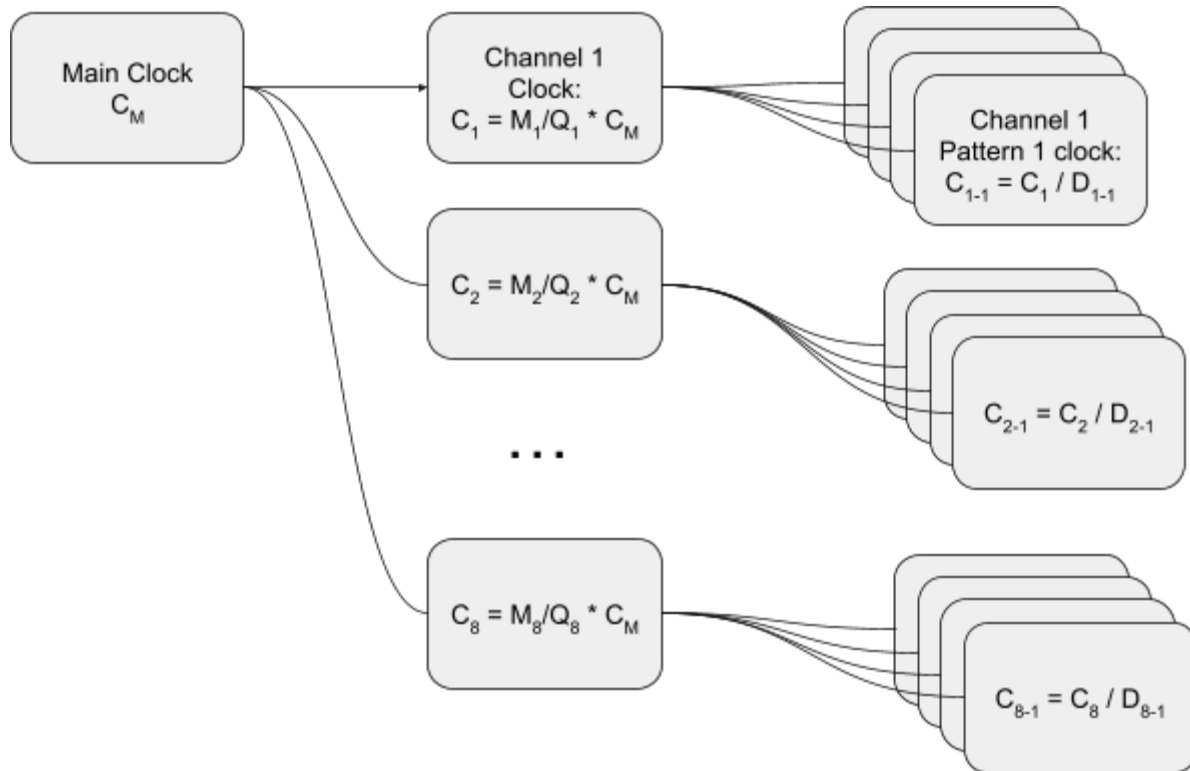 Main Clock
C_M
Channel 1
Clock:
C_1 = M_1/Q_1 * C_M
Channel 1
Pattern 1 clock:
C_1-1 = C_1 / D_1-1
C_2 = M_2/Q_2 * C_M
C_2-1 = C_2 / D_2-1
...
C_8 = M_8/Q_8 * C_M
C_8-1 = C_8 / D_8-1